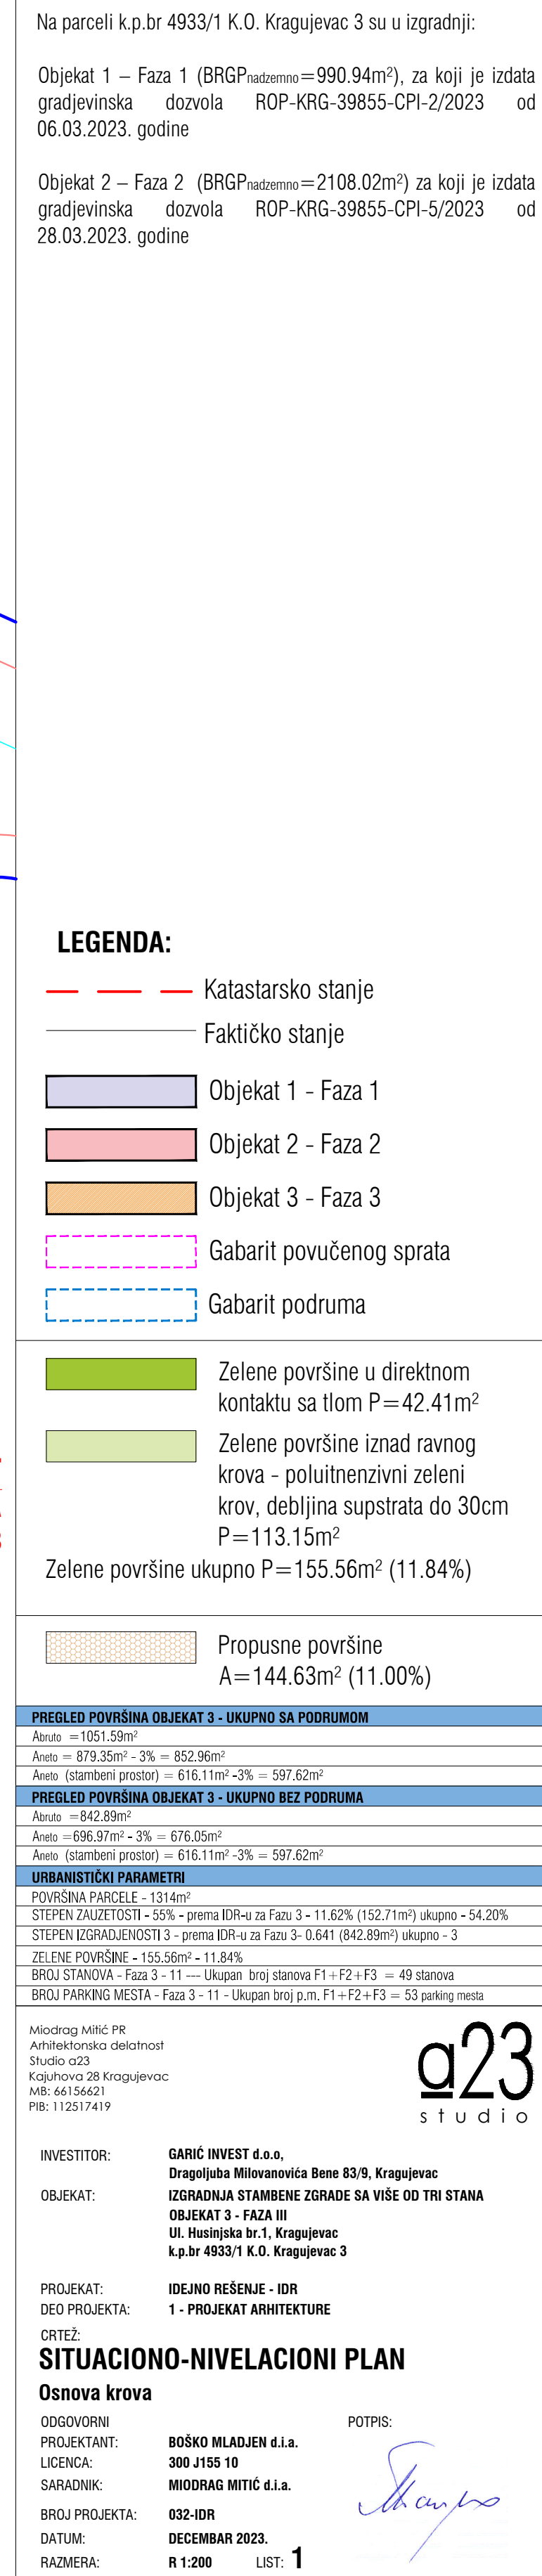 Na parceli k.p.br 4933/1 K.O. Kragujevac 3 su u izgradnji:
Objekat 1 – Faza 1 (BRGPnadzemno=990.94m²), za koji je izdata
gradjevinska dozvola ROP-KRG-39855-CPI-2/2023 od
06.03.2023. godine
Objekat 2 – Faza 2 (BRGPnadzemno=2108.02m²) za koji je izdata
gradjevinska dozvola ROP-KRG-39855-CPI-5/2023 od
28.03.2023. godine
LEGENDA:
Katastarsko stanje
Faktičko stanje
Objekat 1 - Faza 1
Objekat 2 - Faza 2
Objekat 3 - Faza 3
Gabarit povučenog sprata
Gabarit podruma
Zelene površine u direktnom
kontaktu sa tlom P=42.41m²
Zelene površine iznad ravnog
krova - poluitnenzivni zeleni
krov, debljina supstrata do 30cm
P=113.15m²
Zelene površine ukupno P=155.56m² (11.84%)
Propusne površine
A=144.63m² (11.00%)
PREGLED POVRŠINA OBJEKAT 3 - UKUPNO SA PODRUMOM
Abruto =1051.59m²
Aneto = 879.35m² - 3% = 852.96m²
Aneto (stambeni prostor) = 616.11m² -3% = 597.62m²
PREGLED POVRŠINA OBJEKAT 3 - UKUPNO BEZ PODRUMA
Abruto =842.89m²
Aneto =696.97m² - 3% = 676.05m²
Aneto (stambeni prostor) = 616.11m² -3% = 597.62m²
URBANISTIČKI PARAMETRI
POVRŠINA PARCELE - 1314m²
STEPEN ZAUZETOSTI - 55% - prema IDR-u za Fazu 3 - 11.62% (152.71m²) ukupno - 54.20%
STEPEN IZGRADJENOSTI 3 - prema IDR-u za Fazu 3- 0.641 (842.89m²) ukupno - 3
ZELENE POVRŠINE - 155.56m² - 11.84%
BROJ STANOVA - Faza 3 - 11 --- Ukupan broj stanova F1+F2+F3 = 49 stanova
BROJ PARKING MESTA - Faza 3 - 11 - Ukupan broj p.m. F1+F2+F3 = 53 parking mesta
Miodrag Mitić PR
Arhitektonska delatnost
Studio a23
Kajuhova 28 Kragujevac
MB: 66156621
PIB: 112517419
a23
studio
INVESTITOR: GARIĆ INVEST d.o.o,
Dragoljuba Milovanovića Bene 83/9, Kragujevac
OBJEKAT: IZGRADNJA STAMBENE ZGRADE SA VIŠE OD TRI STANA
OBJEKAT 3 - FAZA III
Ul. Husinjska br.1, Kragujevac
k.p.br 4933/1 K.O. Kragujevac 3
PROJEKAT: IDEJNO REŠENJE - IDR
DEO PROJEKTA: 1 - PROJEKAT ARHITEKTURE
CRTEŽ:
SITUACIONO-NIVELACIONI PLAN
Osnova krova
ODGOVORNI POTPIS:
PROJEKTANT: BOŠKO MLADJEN d.i.a.
LICENCA: 300 J155 10
SARADNIK: MIODRAG MITIĆ d.i.a.
BROJ PROJEKTA: 032-IDR
DATUM: DECEMBAR 2023.
RAZMERA: R 1:200 LIST: 1